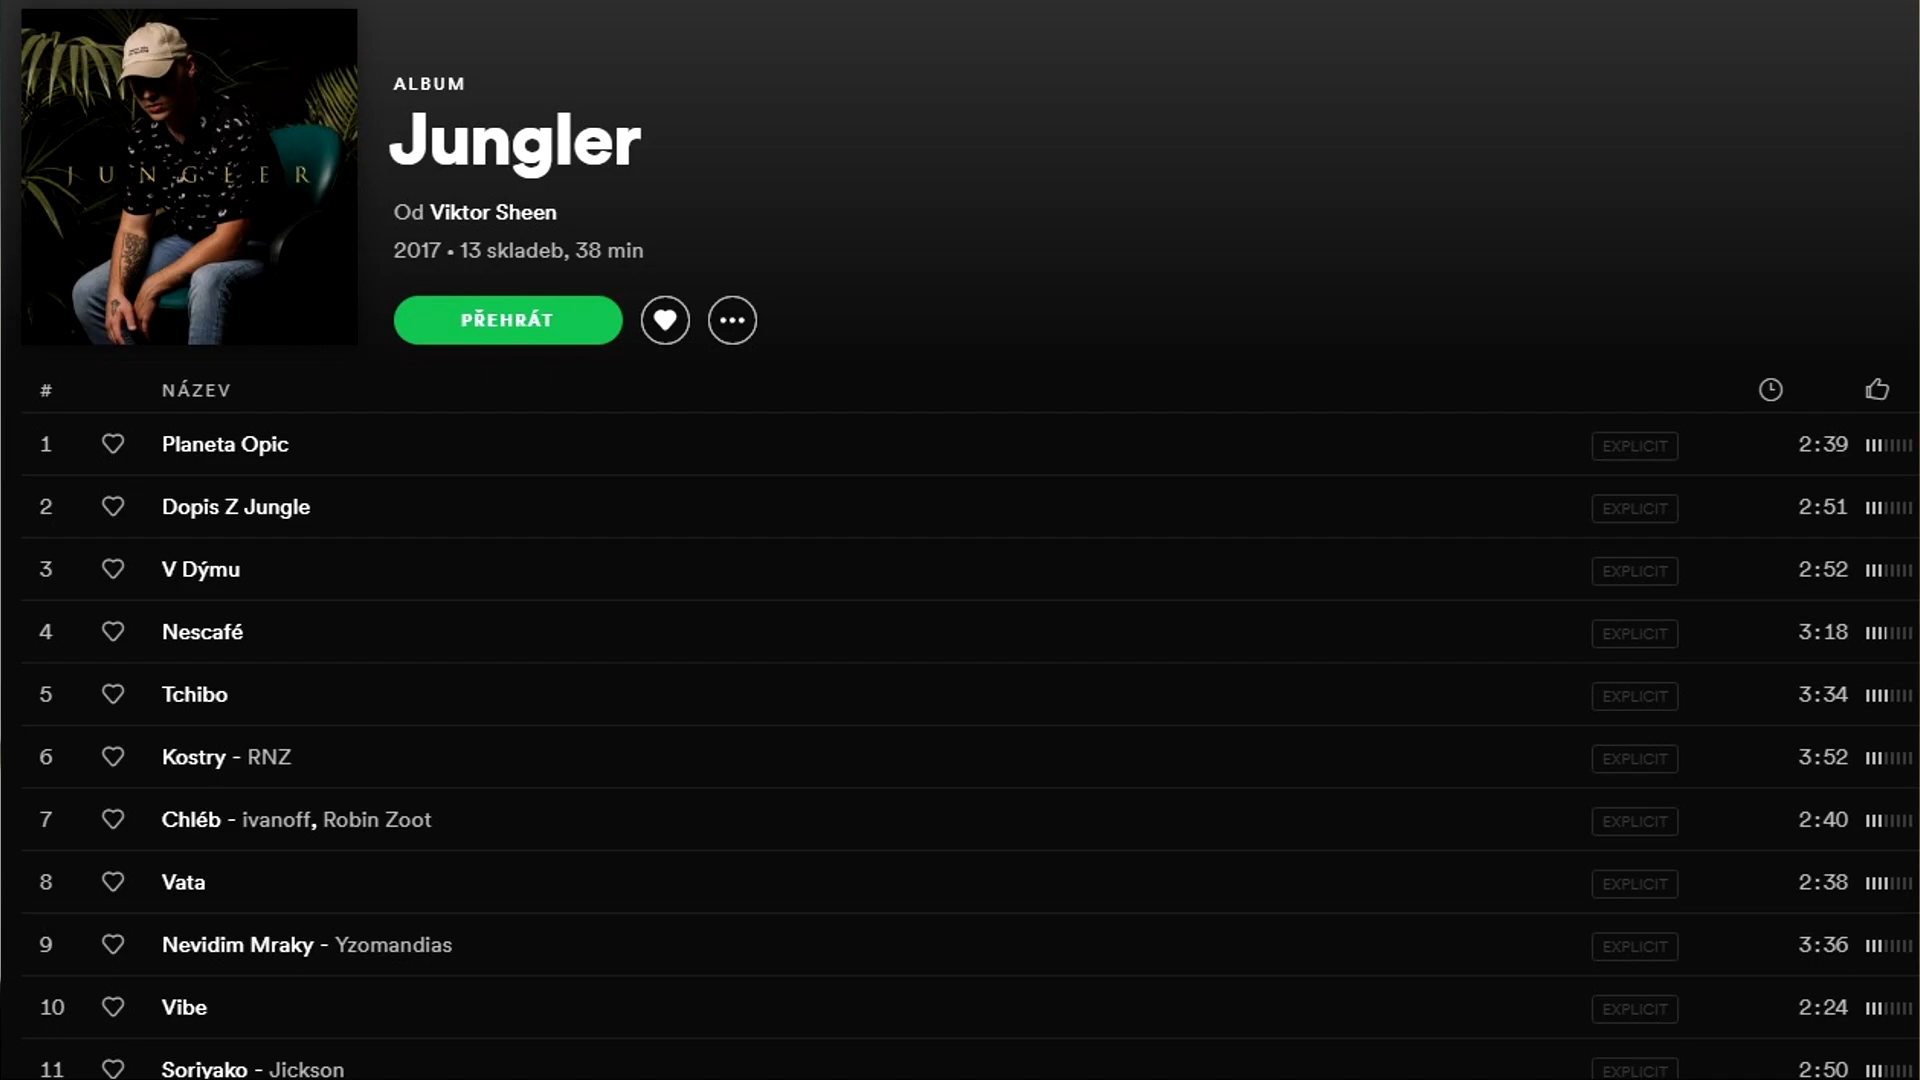 JUNGLER
ALBUM
Jungler
Od Viktor Sheen
2017 • 13 skladeb, 38 min
PŘEHRÁT
# NÁZEV
1 Planeta Opic EXPLICIT 2:39
2 Dopis Z Jungle EXPLICIT 2:51
3 V Dýmu EXPLICIT 2:52
4 Nescafé EXPLICIT 3:18
5 Tchibo EXPLICIT 3:34
6 Kostry - RNZ EXPLICIT 3:52
7 Chléb - ivanoff, Robin Zoot EXPLICIT 2:40
8 Vata EXPLICIT 2:38
9 Nevidim Mraky - Yzomandias EXPLICIT 3:36
10 Vibe EXPLICIT 2:24
11 Soriyako - Jickson EXPLICIT 2:50